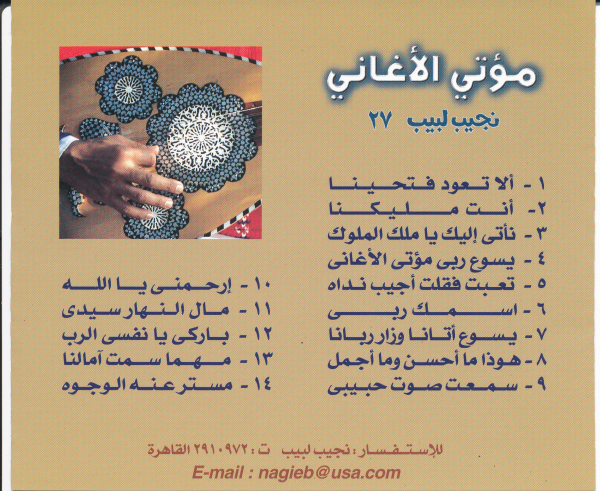 مؤتي الأغاني
نجيب لبيب ٢٧
١ - ألا تعود فتحيينا
٢ - أنت مليكنا
٣ - نأتى إليك يا ملك الملوك
٤ - يسوع ربى مؤتى الأغانى
٥ - تعبت فقلت أجيب نداه
٦ - اسمك ربى
٧ - يسوع أتانا وزار ربانا
٨ - هوذا ما أحسن وما أجمل
٩ - سمعت صوت حبيبى
١٠ - إرحمنى يا الله
١١ - مال النهار سيدى
١٢ - باركى يا نفسى الرب
١٣ - مهما سمت آمالنا
١٤ - مستر عنه الوجوه
للإستفسار : نجيب لبيب ت : ٢٩١٠٩٧٢ القاهرة
E-mail : nagieb@usa.com